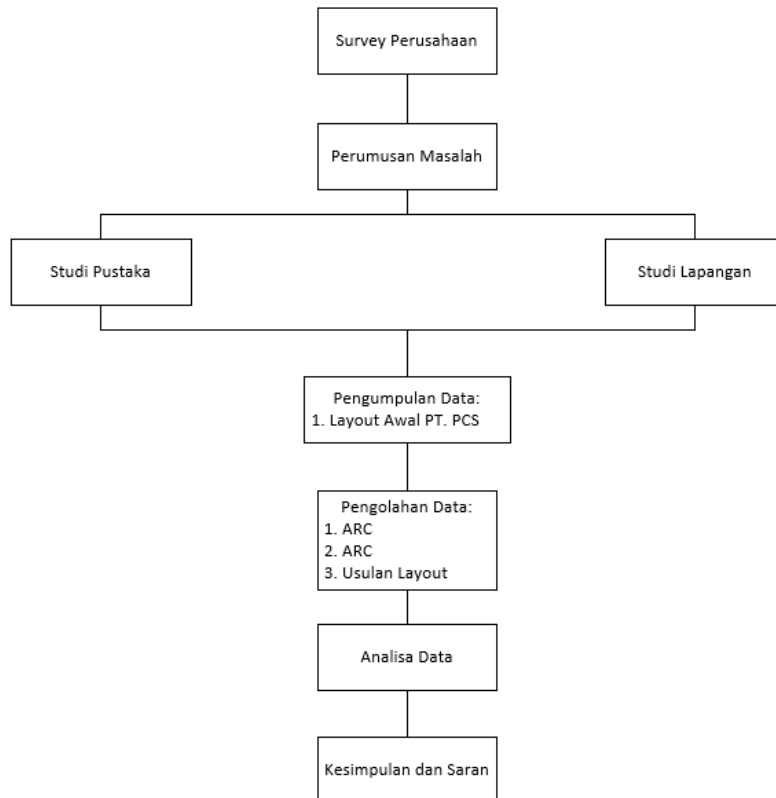 Survey Perusahaan
Perumusan Masalah
Studi Pustaka
Studi Lapangan
Pengumpulan Data:
1. Layout Awal PT. PCS
Pengolahan Data:
1. ARC
2. ARC
3. Usulan Layout
Analisa Data
Kesimpulan dan Saran